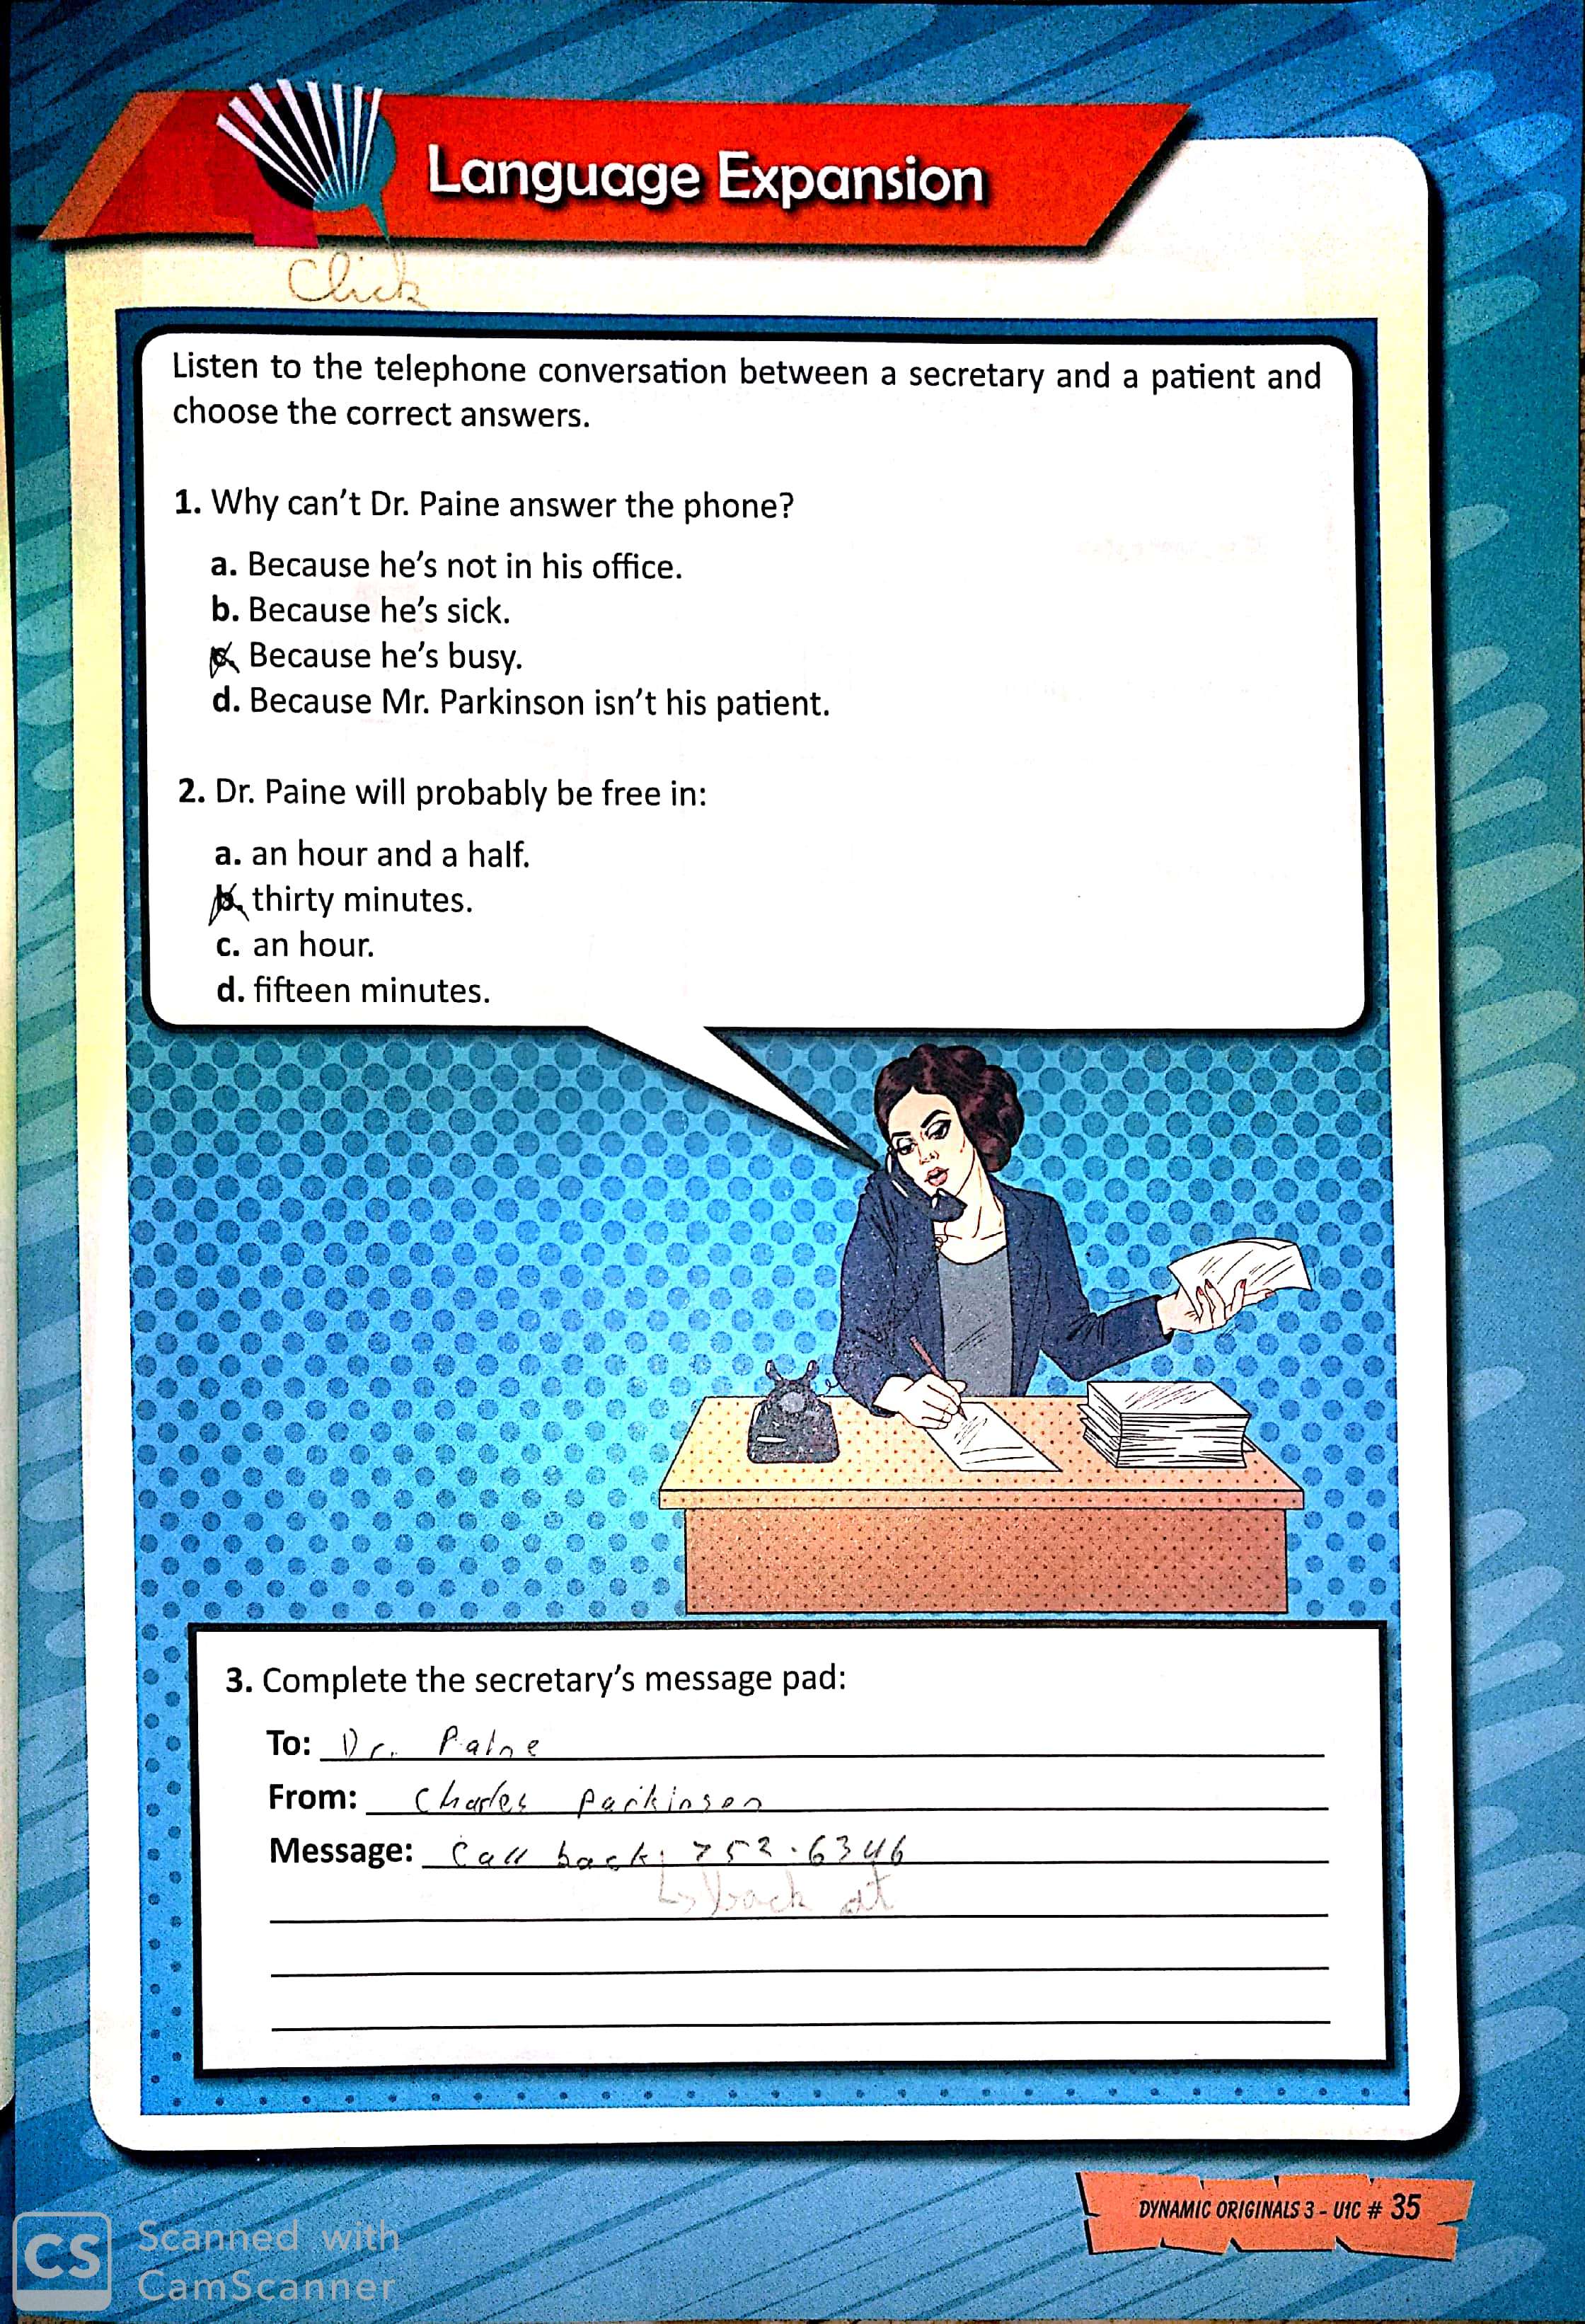 Language Expansion
Click
Listen to the telephone conversation between a secretary and a patient and
choose the correct answers.
1. Why can't Dr. Paine answer the phone?
a. Because he's not in his office.
b. Because he's sick.
c. Because he's busy.
d. Because Mr. Parkinson isn't his patient.
2. Dr. Paine will probably be free in:
a. an hour and a half.
b. thirty minutes.
c. an hour.
d. fifteen minutes.
3. Complete the secretary's message pad:
To: Dr. Paine
From: Charles Parkinson
Message: Call back: 752.6346
↳ back at
DYNAMIC ORIGINALS 3 - U1C # 35
CS Scanned with
CamScanner